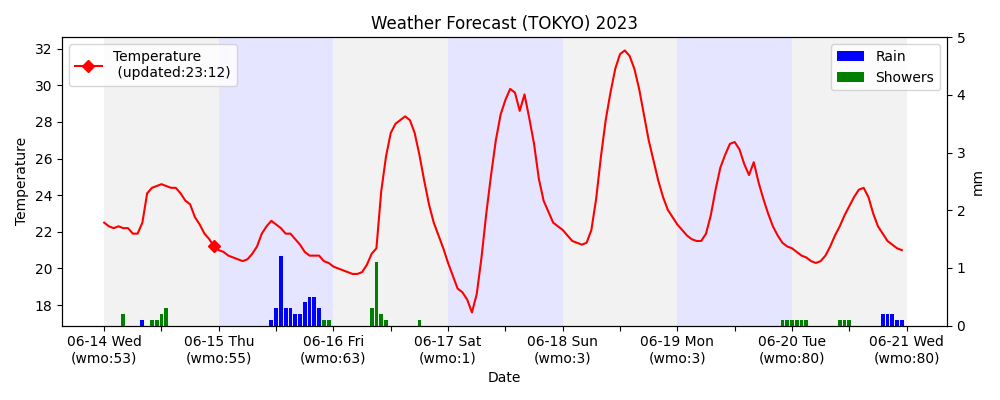 Weather Forecast (TOKYO) 2023
Temperature
(updated:23:12)
Rain
Showers
Temperature
32
30
28
26
24
22
20
18
5
4
3
2
1
0
mm
06-14 Wed
(wmo:53)
06-15 Thu
(wmo:55)
06-16 Fri
(wmo:63)
06-17 Sat
(wmo:1)
06-18 Sun
(wmo:3)
06-19 Mon
(wmo:3)
06-20 Tue
(wmo:80)
06-21 Wed
(wmo:80)
Date